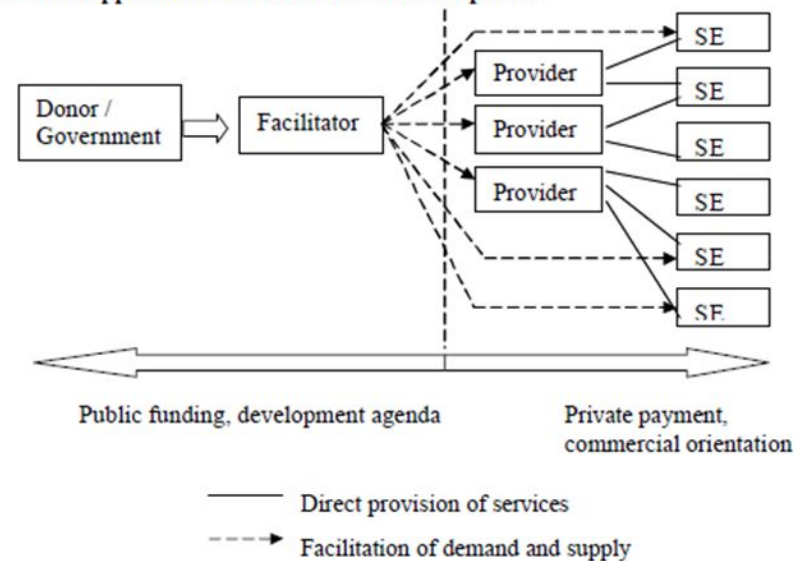 Donor /
Government
Facilitator
Provider
Provider
Provider
SE
SE
SE
SE
SE
SE
Public funding, development agenda
Private payment,
commercial orientation
Direct provision of services
Facilitation of demand and supply